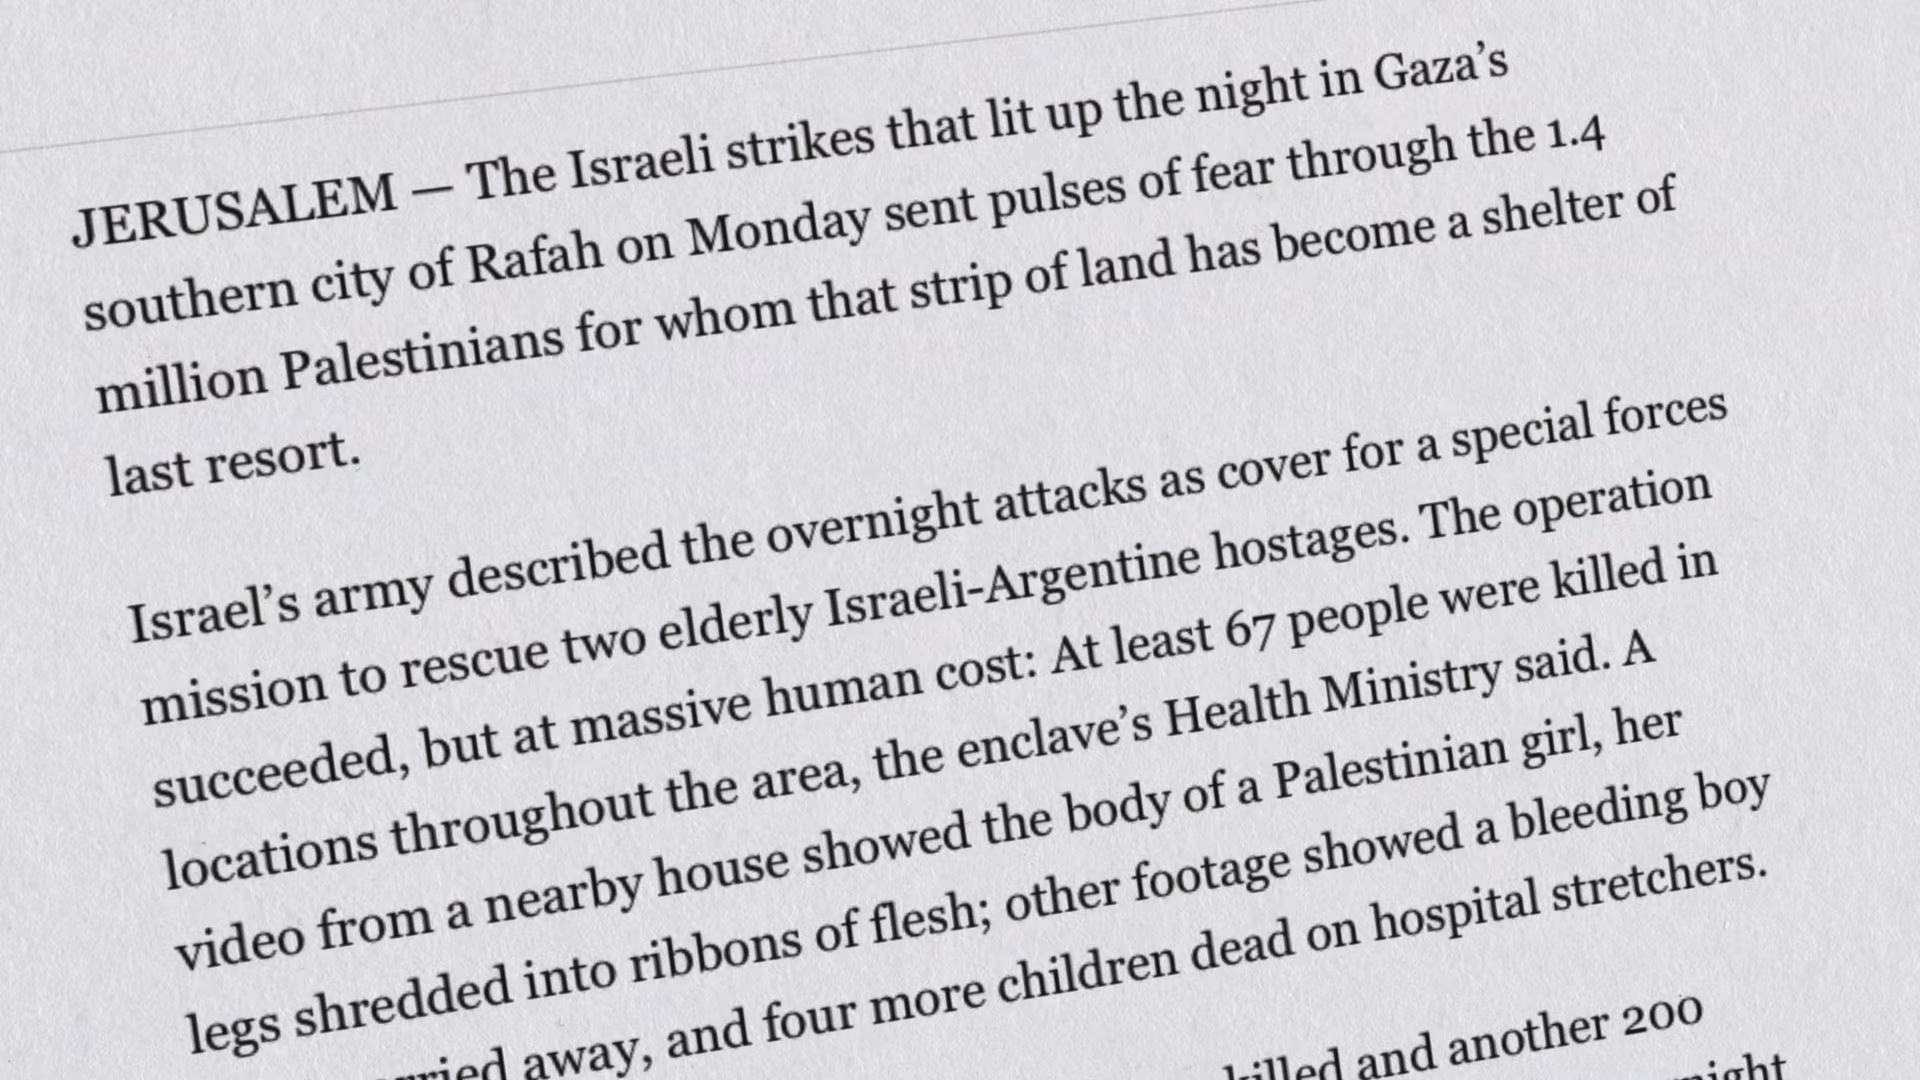 JERUSALEM — The Israeli strikes that lit up the night in Gaza’s
southern city of Rafah on Monday sent pulses of fear through the 1.4
million Palestinians for whom that strip of land has become a shelter of
last resort.
Israel’s army described the overnight attacks as cover for a special forces
mission to rescue two elderly Israeli-Argentine hostages. The operation
succeeded, but at massive human cost: At least 67 people were killed in
locations throughout the area, the enclave’s Health Ministry said. A
video from a nearby house showed the body of a Palestinian girl, her
legs shredded into ribbons of flesh; other footage showed a bleeding boy
away, and four more children dead on hospital stretchers.
killed and another 200